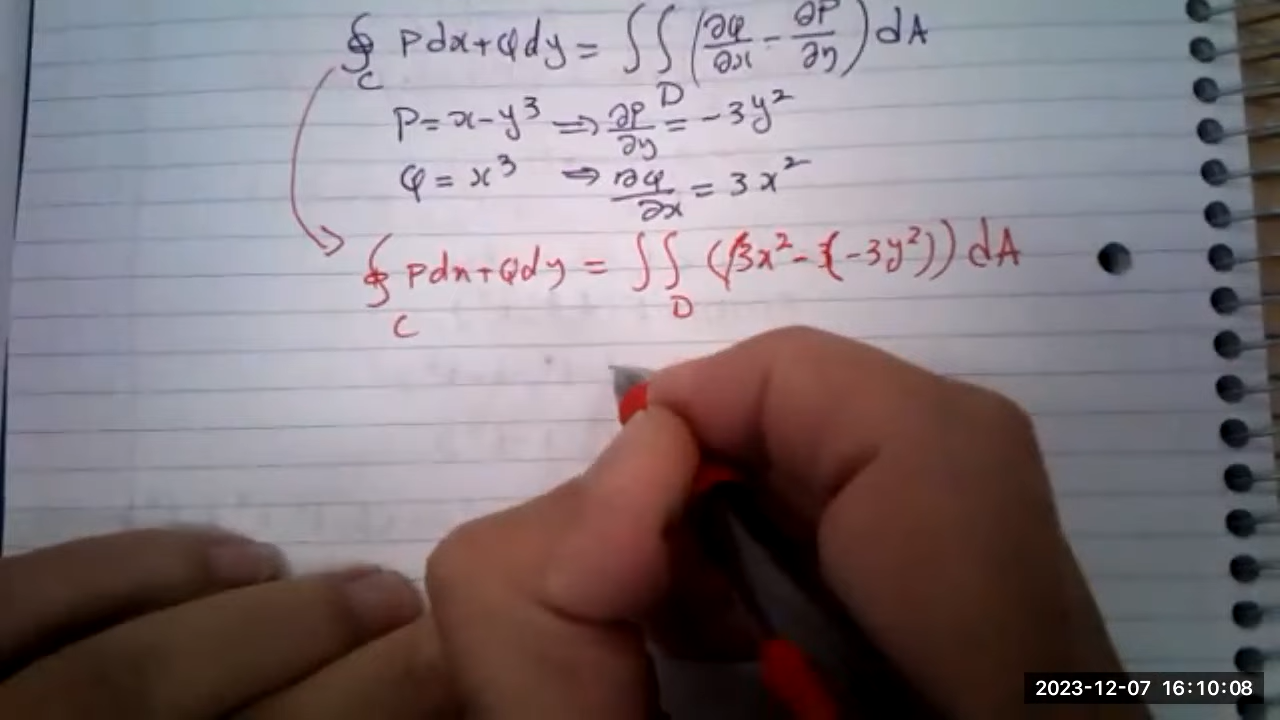 ∮_C Pdx+Qdy = ∬_D (∂Q/∂x - ∂P/∂y) dA
P = x-y³ ⇒ ∂P/∂y = -3y²
Q = x³ ⇒ ∂Q/∂x = 3x²
∮_C Pdx+Qdy = ∬_D (3x² - (-3y²)) dA
2023-12-07 16:10:08